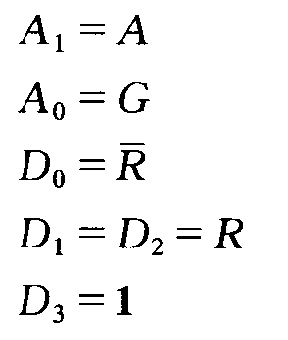 A₁ = A
A₀ = G
D₀ = R̅
D₁ = D₂ = R
D₃ = 1